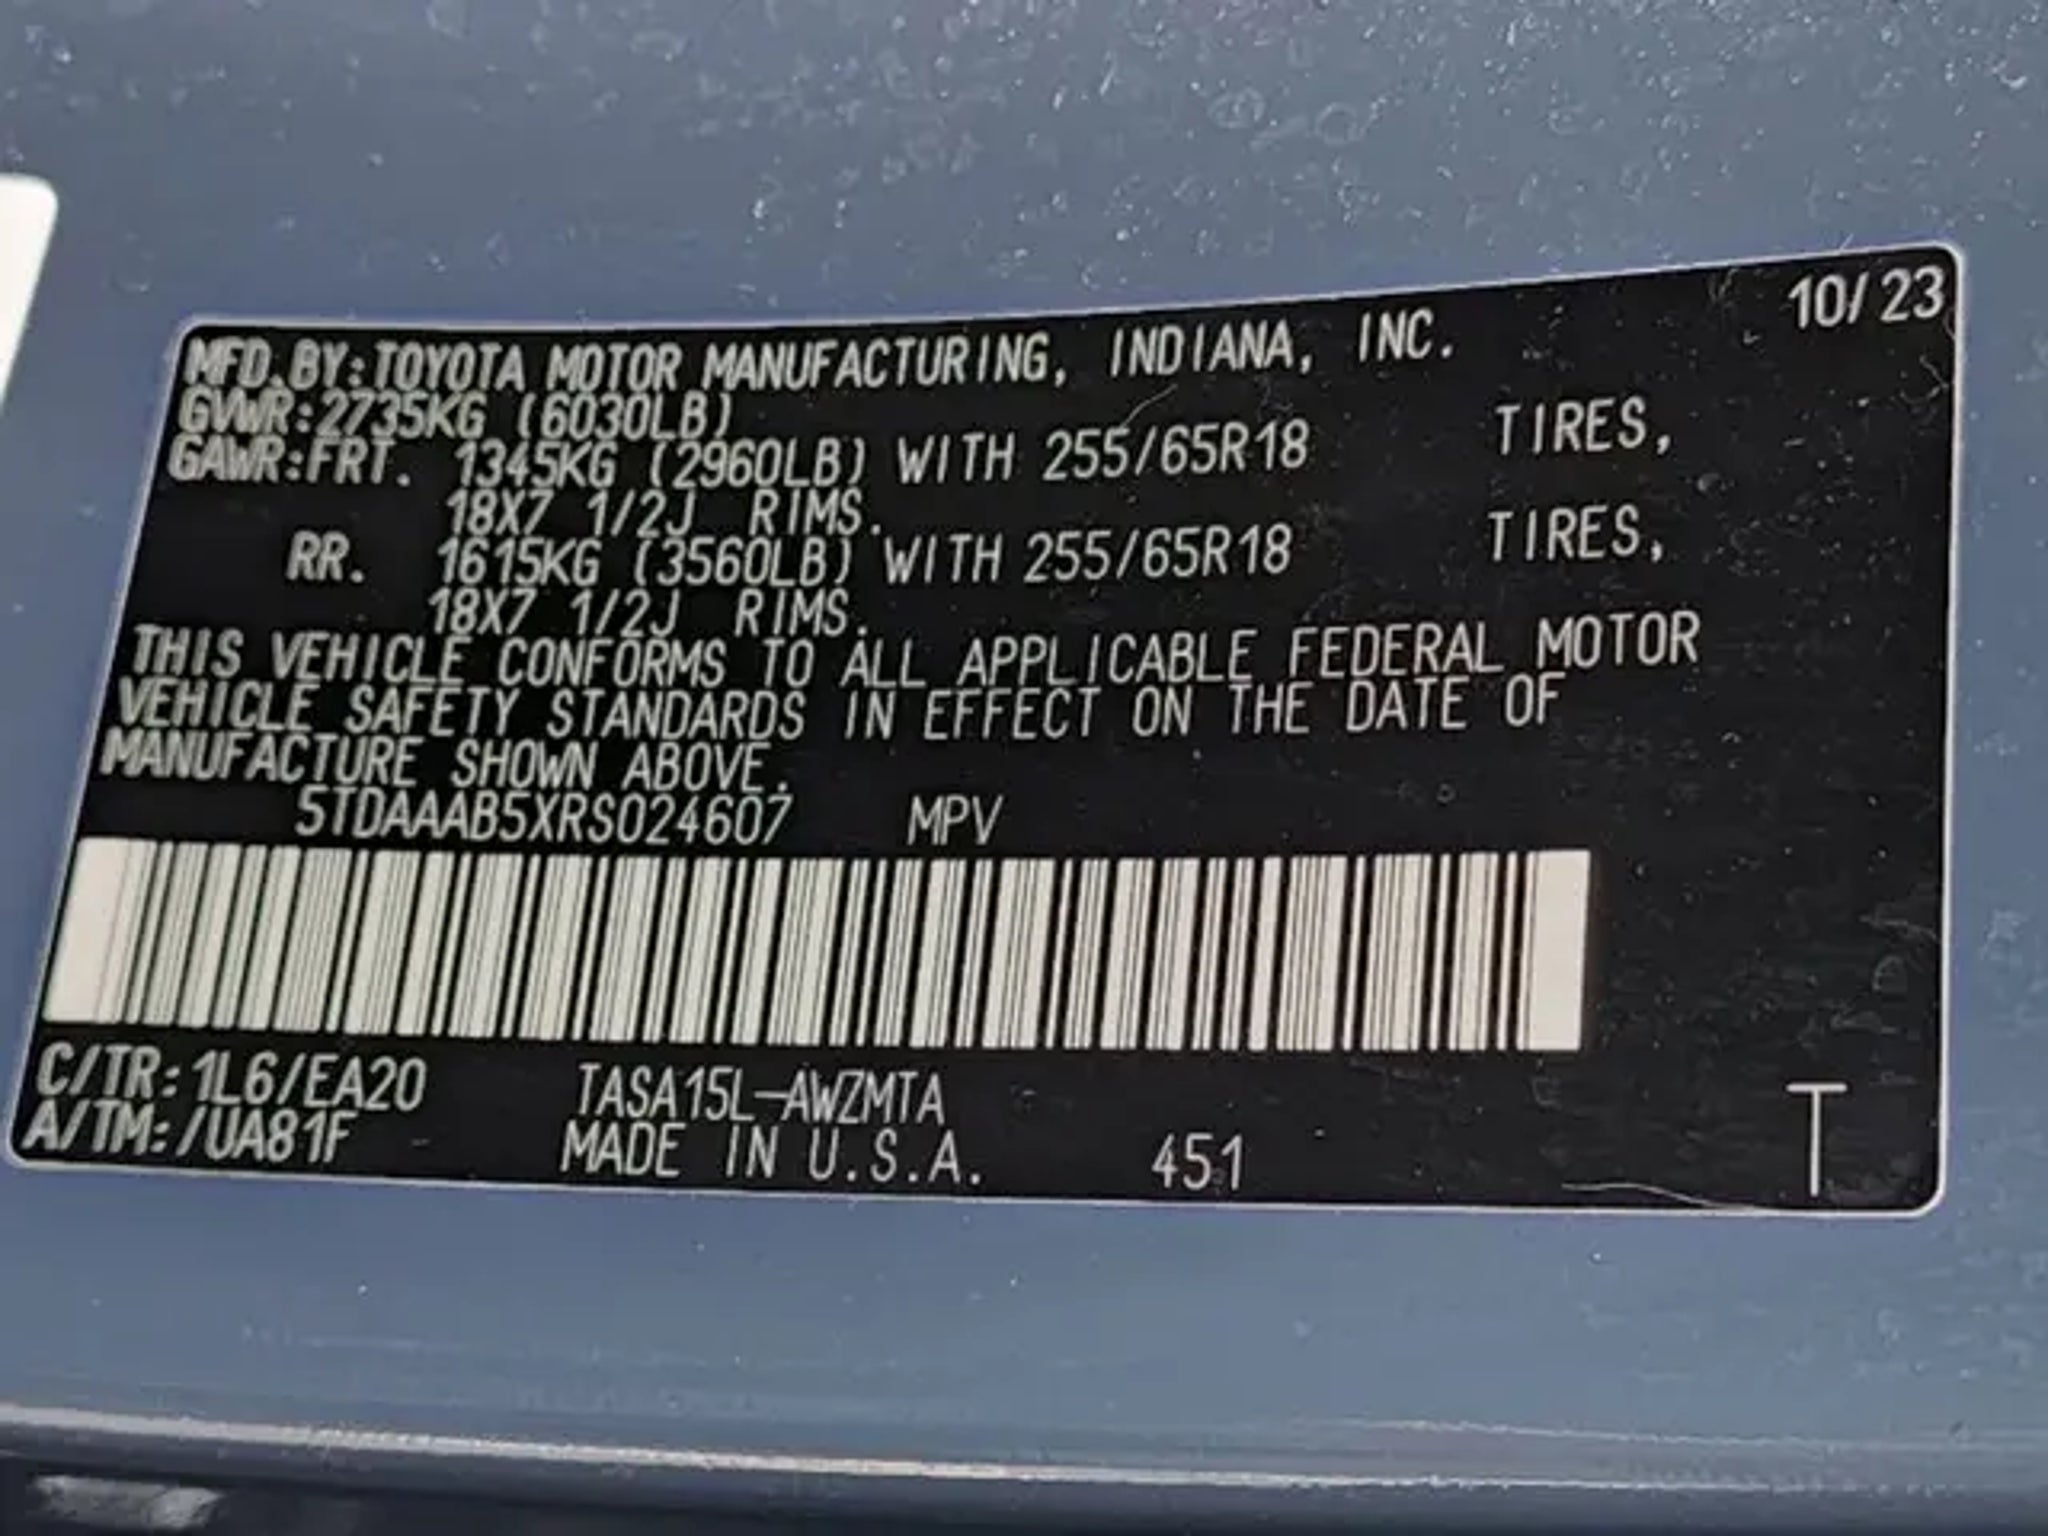 10/23
MFD.BY:TOYOTA MOTOR MANUFACTURING, INDIANA, INC.
GVWR:2735KG (6030LB)
GAWR:FRT. 1345KG (2960LB) WITH 255/65R18 TIRES,
18X7 1/2J RIMS.
RR. 1615KG (3560LB) WITH 255/65R18 TIRES,
18X7 1/2J RIMS.
THIS VEHICLE CONFORMS TO ALL APPLICABLE FEDERAL MOTOR
VEHICLE SAFETY STANDARDS IN EFFECT ON THE DATE OF
MANUFACTURE SHOWN ABOVE.
5TDAAAB5XRS024607 MPV
C/TR:1L6/EA20 TASA15L-AWZMTA
A/TM:/UA81F MADE IN U.S.A. 451 T